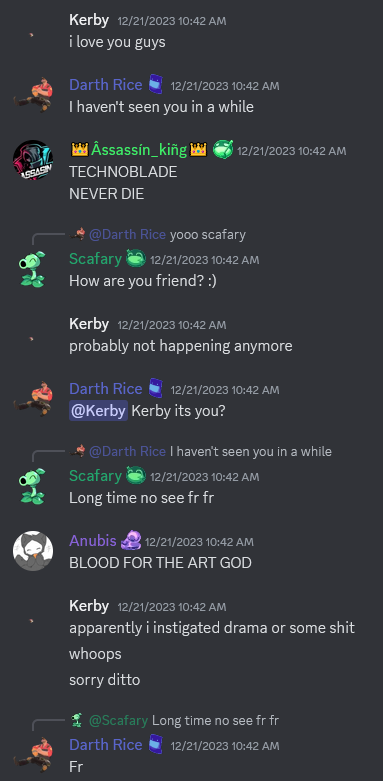 Kerby 12/21/2023 10:42 AM
i love you guys
Darth Rice 12/21/2023 10:42 AM
I haven't seen you in a while
Âssassín_kiñg 12/21/2023 10:42 AM
TECHNOBLADE
NEVER DIE
ASSASIN
@Darth Rice yooo scafary
Scafary 12/21/2023 10:42 AM
How are you friend? :)
Kerby 12/21/2023 10:42 AM
probably not happening anymore
Darth Rice 12/21/2023 10:42 AM
@Kerby Kerby its you?
@Darth Rice I haven't seen you in a while
Scafary 12/21/2023 10:42 AM
Long time no see fr fr
Anubis 12/21/2023 10:42 AM
BLOOD FOR THE ART GOD
Kerby 12/21/2023 10:42 AM
apparently i instigated drama or some shit
whoops
sorry ditto
@Scafary Long time no see fr fr
Darth Rice 12/21/2023 10:42 AM
Fr